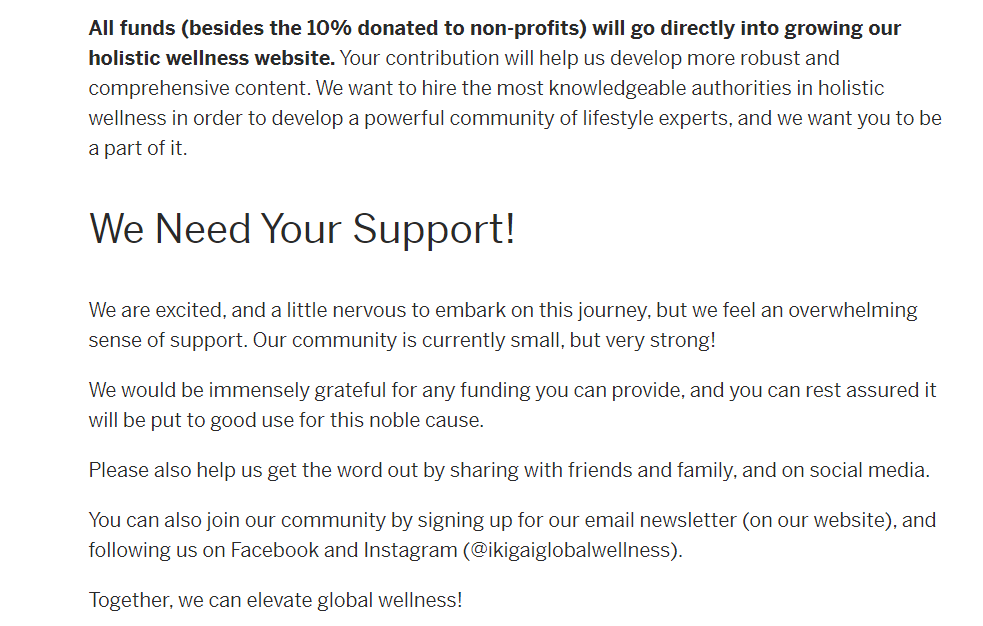 All funds (besides the 10% donated to non-profits) will go directly into growing our
holistic wellness website. Your contribution will help us develop more robust and
comprehensive content. We want to hire the most knowledgeable authorities in holistic
wellness in order to develop a powerful community of lifestyle experts, and we want you to be
a part of it.
We Need Your Support!
We are excited, and a little nervous to embark on this journey, but we feel an overwhelming
sense of support. Our community is currently small, but very strong!
We would be immensely grateful for any funding you can provide, and you can rest assured it
will be put to good use for this noble cause.
Please also help us get the word out by sharing with friends and family, and on social media.
You can also join our community by signing up for our email newsletter (on our website), and
following us on Facebook and Instagram (@ikigaiglobalwellness).
Together, we can elevate global wellness!